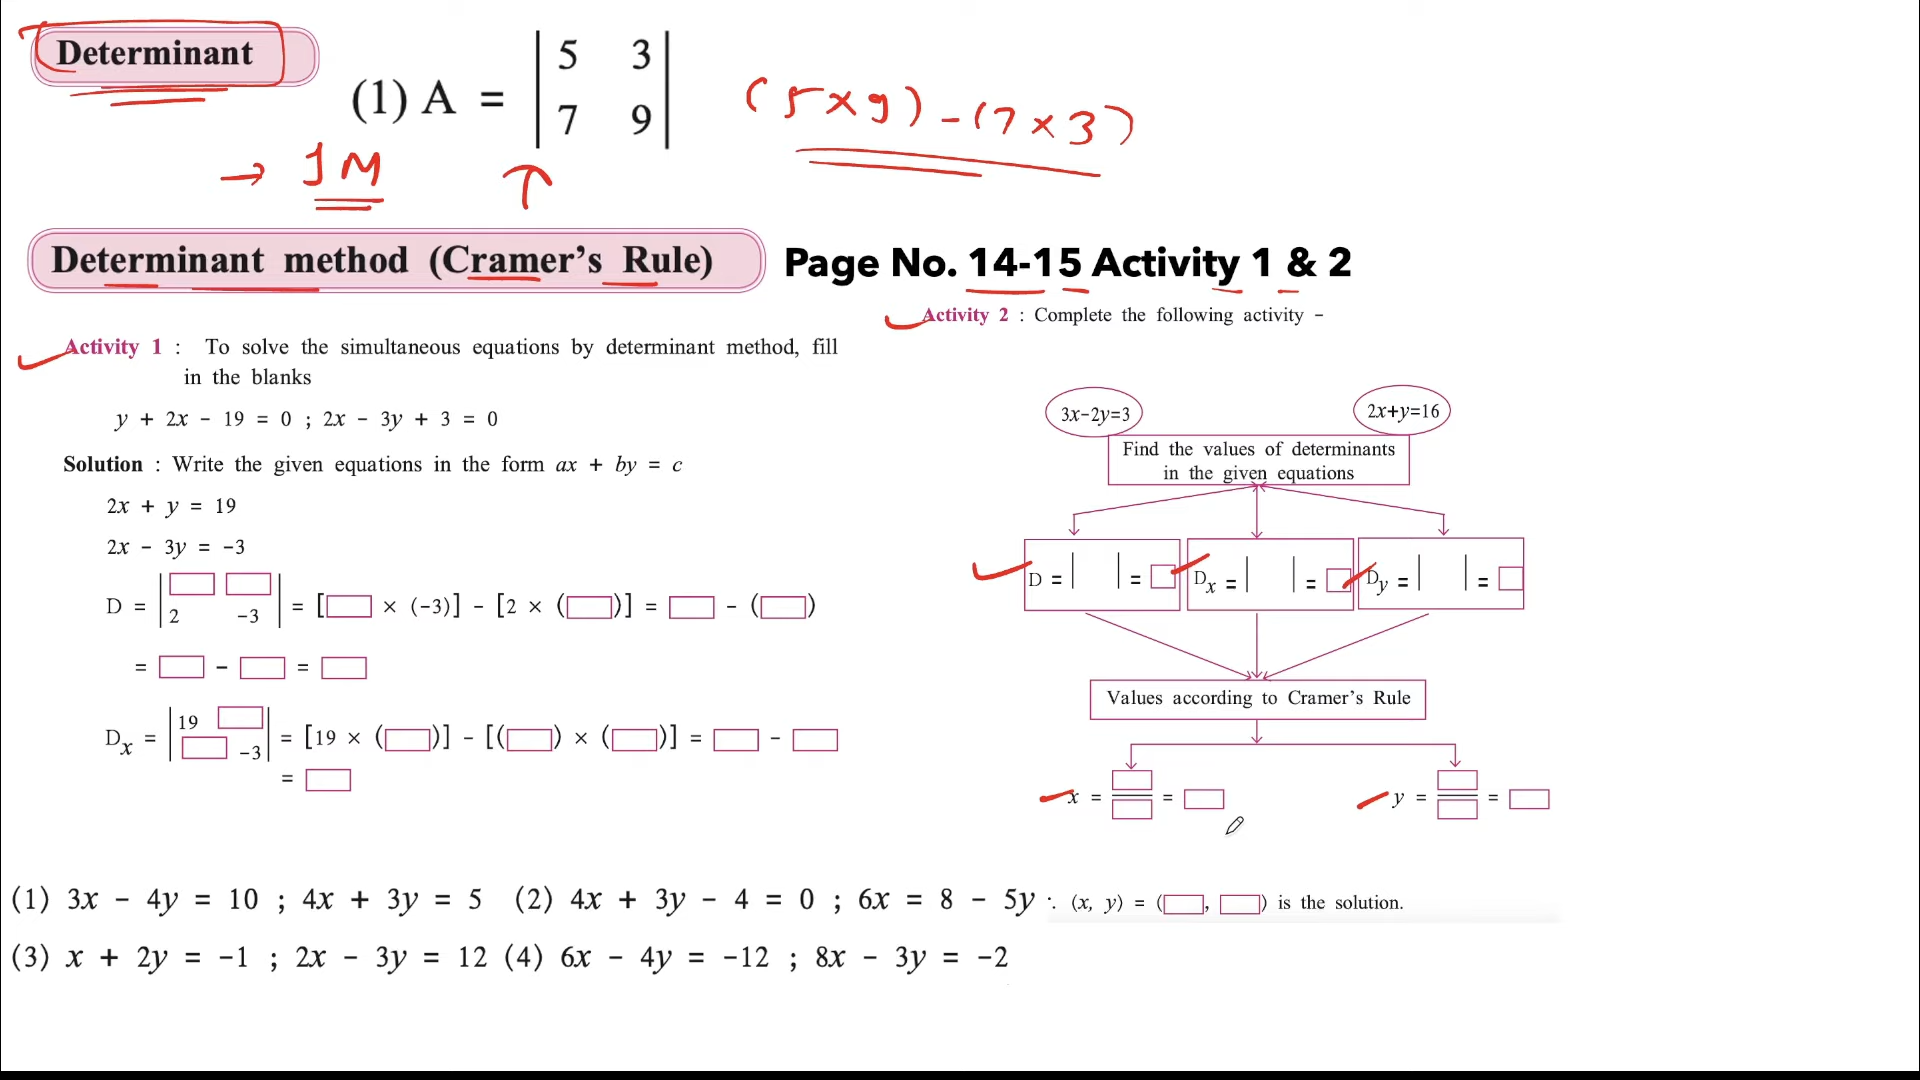 Determinant
(1) A = | 5 3 |
| 7 9 |
(5 × 9) - (7 × 3)
→ 1 M
Determinant method (Cramer's Rule)
Page No. 14-15 Activity 1 & 2
Activity 1 : To solve the simultaneous equations by determinant method, fill
in the blanks
y + 2x - 19 = 0 ; 2x - 3y + 3 = 0
Solution : Write the given equations in the form ax + by = c
2x + y = 19
2x - 3y = -3
D = | □ □ |
| 2 -3 | = [□ × (-3)] - [2 × (□)] = □ - (□)
= □ - □ = □
Dx = | 19 □ |
| □ -3 | = [19 × (□)] - [(□) × (□)] = □ - □
= □
Activity 2 : Complete the following activity -
3x-2y=3
2x+y=16
Find the values of determinants
in the given equations
D = | | = □
Dx = | | = □
Dy = | | = □
Values according to Cramer's Rule
x = □/□ = □
y = □/□ = □
∴ (x, y) = (□, □) is the solution.
(1) 3x - 4y = 10 ; 4x + 3y = 5 (2) 4x + 3y - 4 = 0 ; 6x = 8 - 5y
(3) x + 2y = -1 ; 2x - 3y = 12 (4) 6x - 4y = -12 ; 8x - 3y = -2